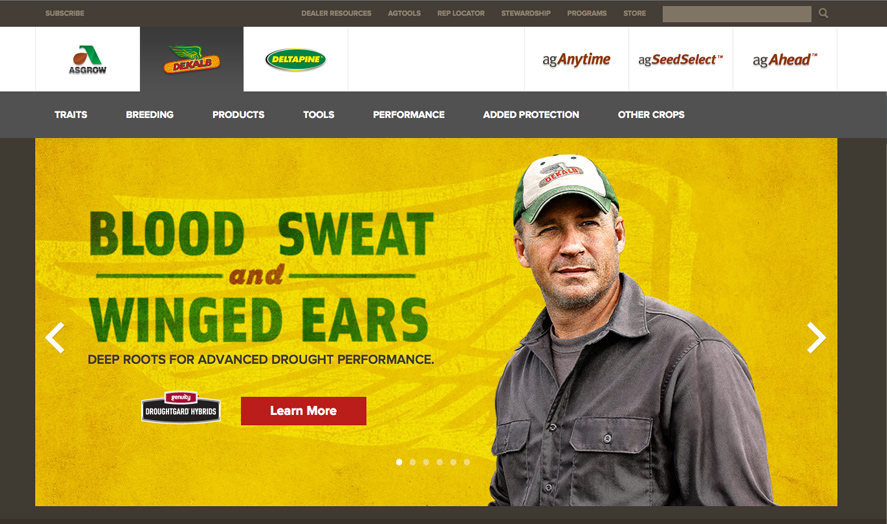 SUBSCRIBE
DEALER RESOURCES AGTOOLS REP LOCATOR STEWARDSHIP PROGRAMS STORE
ASGROW
DEKALB
DELTAPINE
agAnytime
agSeedSelect™
agAhead™
TRAITS BREEDING PRODUCTS TOOLS PERFORMANCE ADDED PROTECTION OTHER CROPS
DEKALB
BLOOD SWEAT
and
WINGED EARS
DEEP ROOTS FOR ADVANCED DROUGHT PERFORMANCE.
genuity
DROUGHTGARD HYBRIDS
Learn More